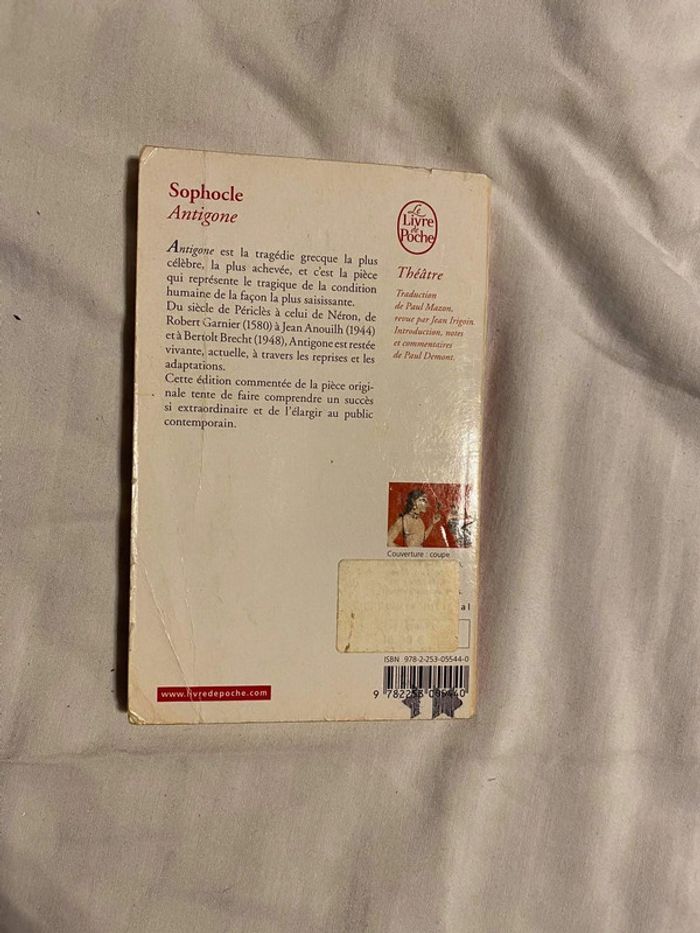 Sophocle
Antigone
Antigone est la tragédie grecque la plus
célèbre, la plus achevée, et c'est la pièce
qui représente le tragique de la condition
humaine de la façon la plus saisissante.
Du siècle de Périclès à celui de Néron, de
Robert Garnier (1580) à Jean Anouilh (1944)
et à Bertolt Brecht (1948), Antigone est restée
vivante, actuelle, à travers les reprises et les
adaptations.
Cette édition commentée de la pièce origi-
nale tente de faire comprendre un succès
si extraordinaire et de l'élargir au public
contemporain.
Le
Livre
de
Poche
Théâtre
Traduction
de Paul Mazon,
revue par Jean Irigoin.
Introduction, notes
et commentaires
de Paul Demont.
Couverture : coupe
ISBN 978-2-253-05544-0
9 782253 055440
www.livredepoche.com